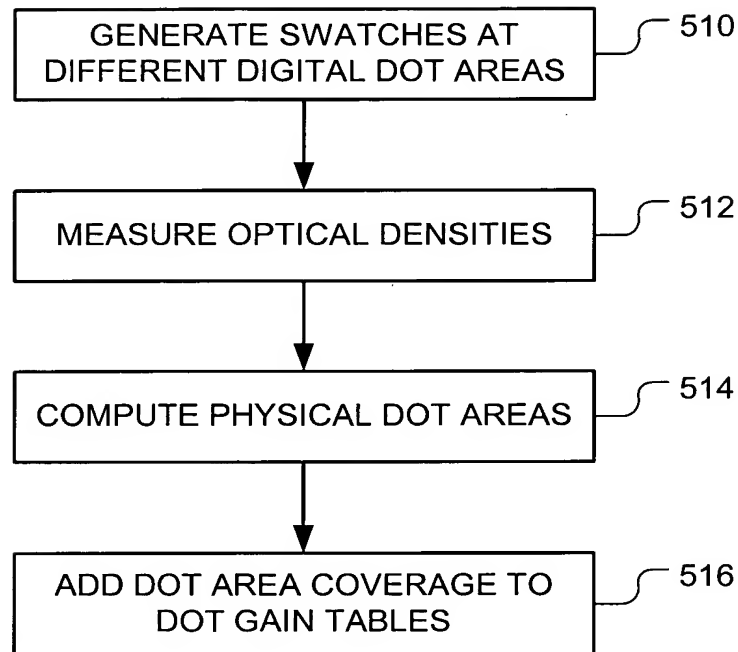 GENERATE SWATCHES AT
DIFFERENT DIGITAL DOT AREAS
510
MEASURE OPTICAL DENSITIES
512
COMPUTE PHYSICAL DOT AREAS
514
ADD DOT AREA COVERAGE TO
DOT GAIN TABLES
516